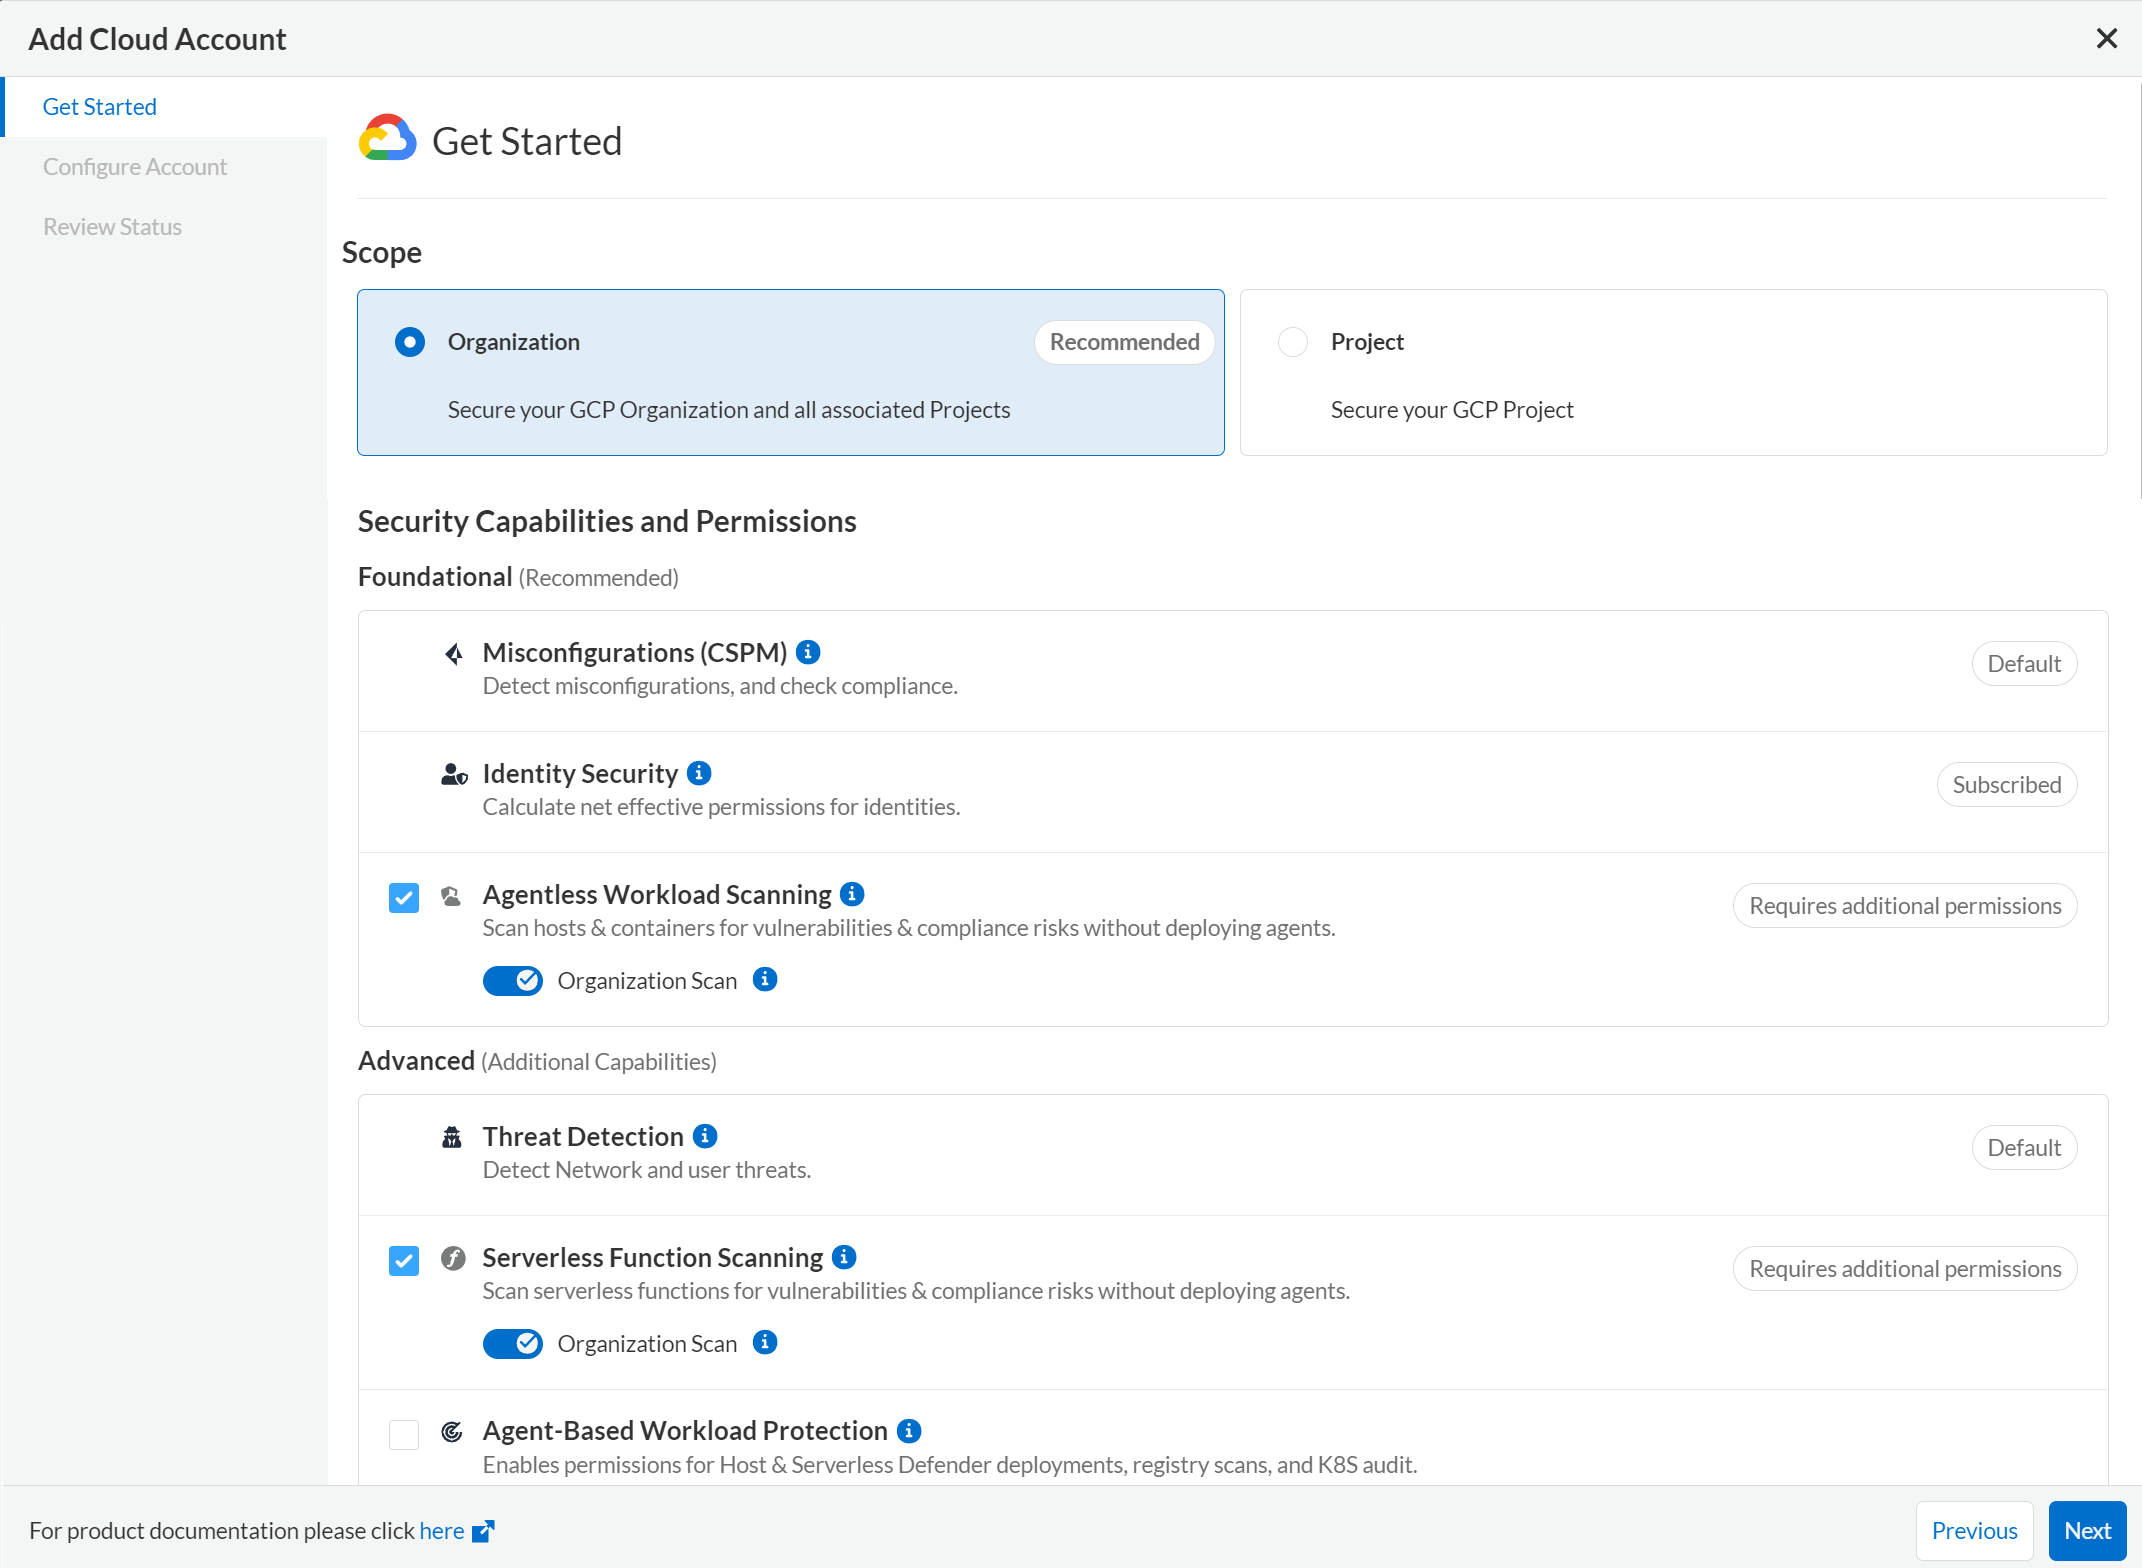 Add Cloud Account
Get Started
Configure Account
Review Status
Get Started
Scope
Organization
Recommended
Secure your GCP Organization and all associated Projects
Project
Secure your GCP Project
Security Capabilities and Permissions
Foundational (Recommended)
Misconfigurations (CSPM)
Default
Detect misconfigurations, and check compliance.
Identity Security
Subscribed
Calculate net effective permissions for identities.
Agentless Workload Scanning
Requires additional permissions
Scan hosts & containers for vulnerabilities & compliance risks without deploying agents.
Organization Scan
Advanced (Additional Capabilities)
Threat Detection
Default
Detect Network and user threats.
Serverless Function Scanning
Requires additional permissions
Scan serverless functions for vulnerabilities & compliance risks without deploying agents.
Organization Scan
Agent-Based Workload Protection
Enables permissions for Host & Serverless Defender deployments, registry scans, and K8S audit.
For product documentation please click here
Previous
Next